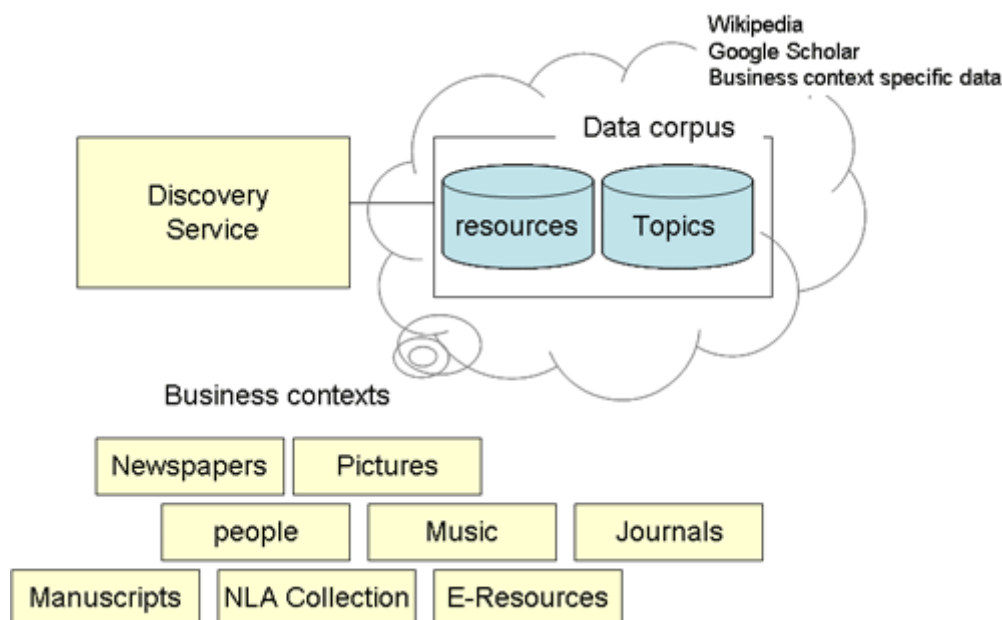 Wikipedia
Google Scholar
Business context specific data
Data corpus
Discovery
Service
resources
Topics
Business contexts
Newspapers
Pictures
people
Music
Journals
Manuscripts
NLA Collection
E-Resources